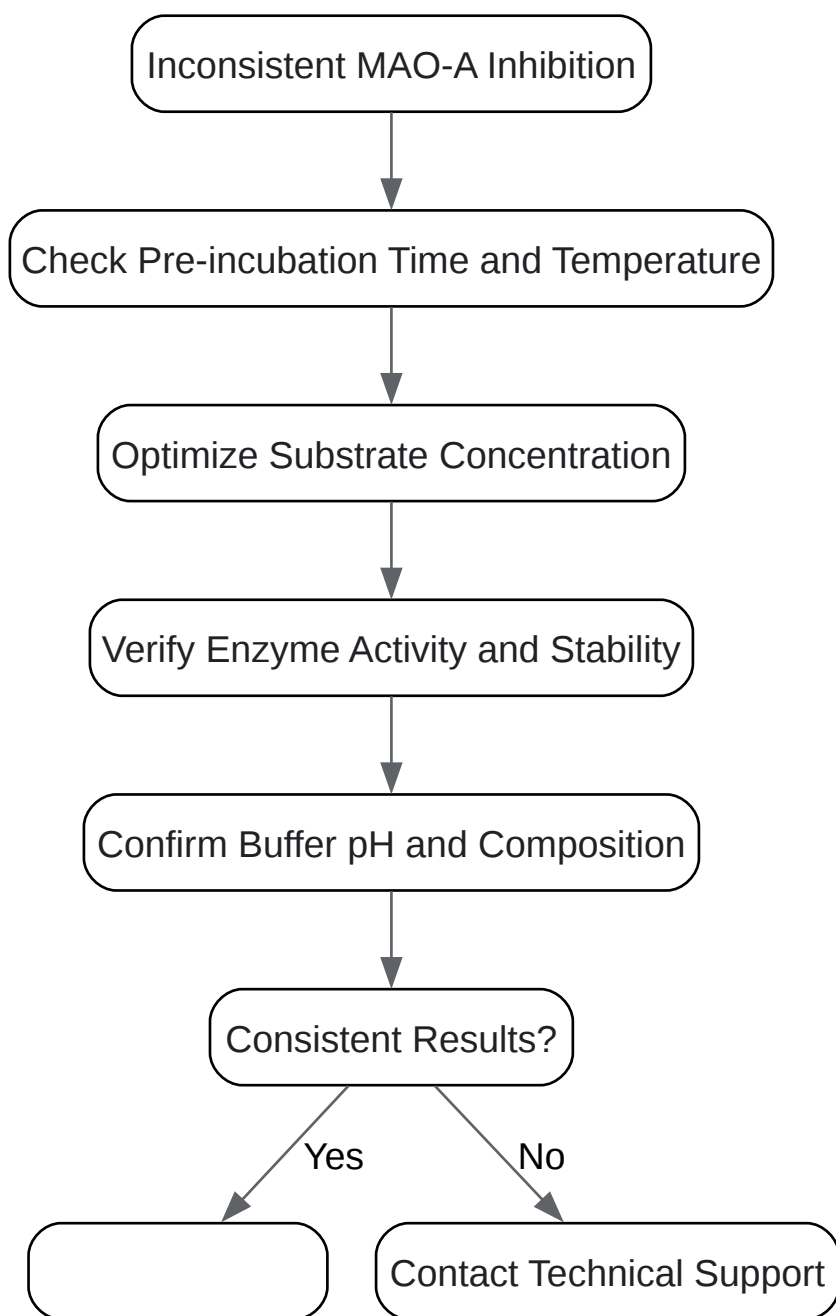 Inconsistent MAO-A Inhibition
Check Pre-incubation Time and Temperature
Optimize Substrate Concentration
Verify Enzyme Activity and Stability
Confirm Buffer pH and Composition
Consistent Results?
Yes
No
Contact Technical Support